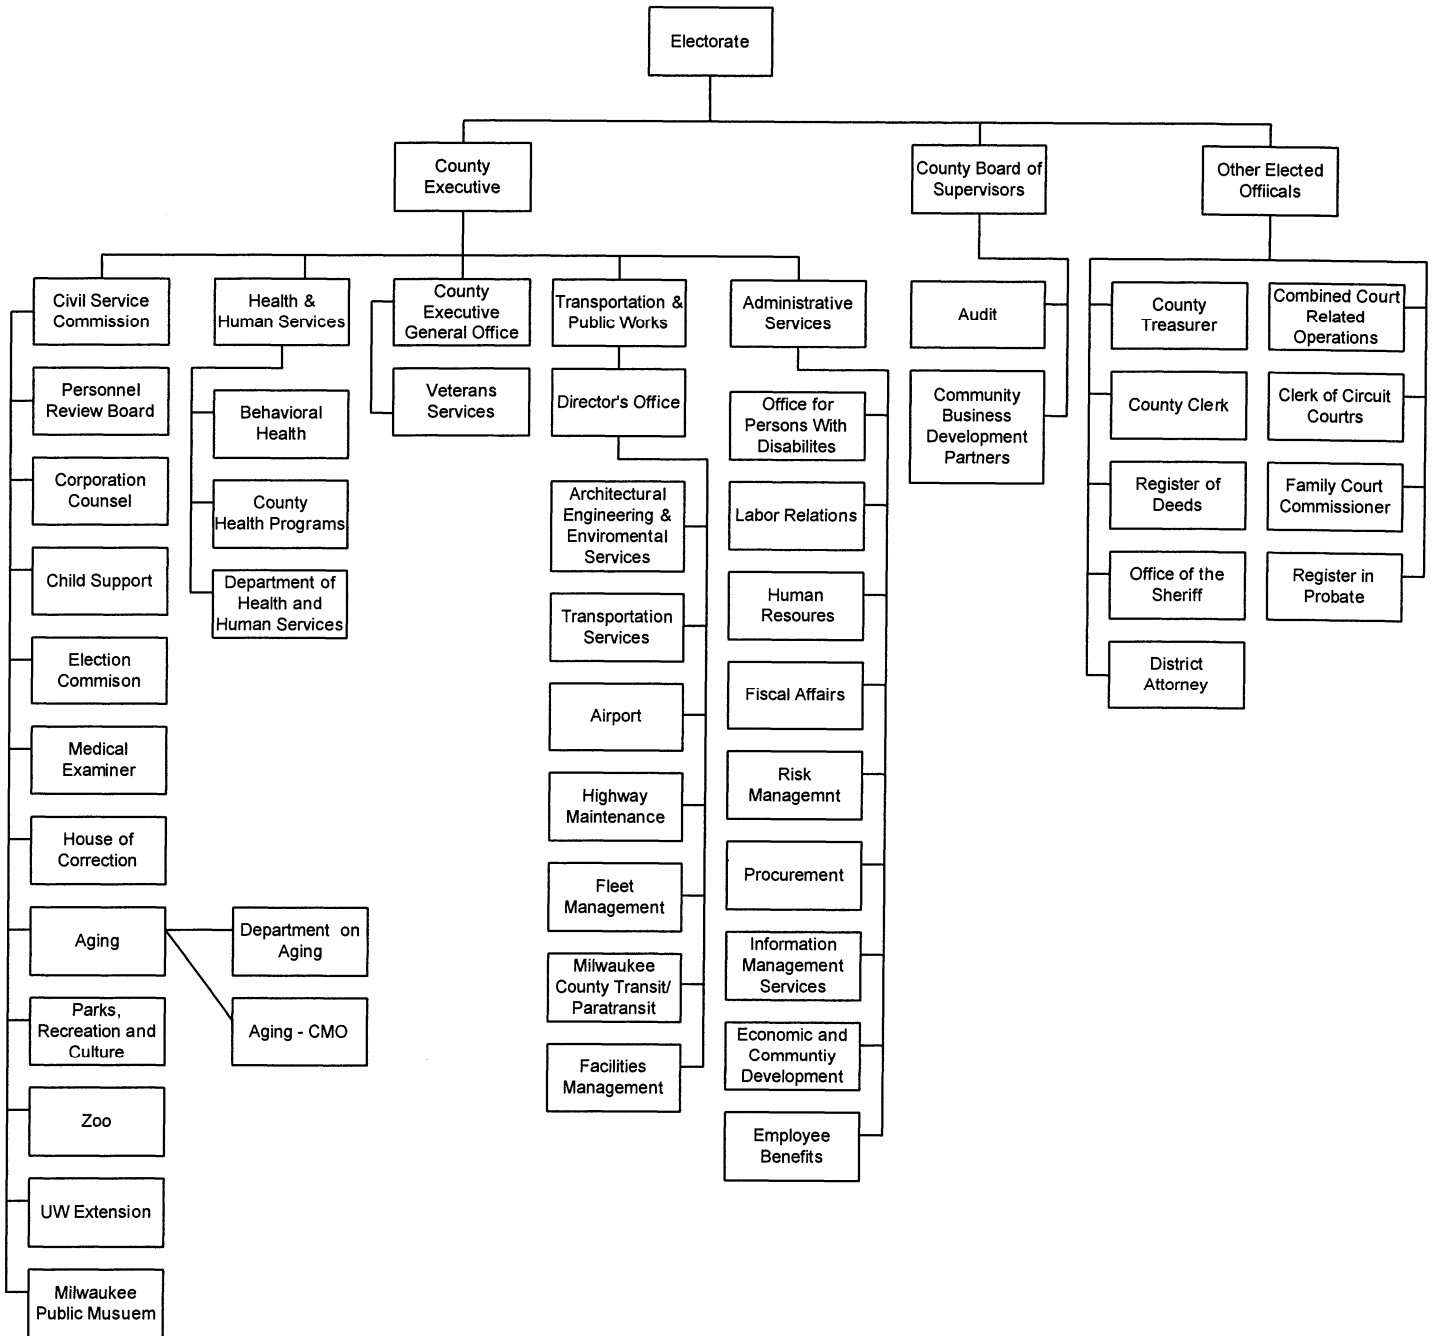 Electorate
County
Executive
County Board of
Supervisors
Other Elected
Offiicals
Civil Service
Commission
Personnel
Review Board
Corporation
Counsel
Child Support
Election
Commison
Medical
Examiner
House of
Correction
Aging
Department on
Aging
Aging - CMO
Parks,
Recreation and
Culture
Zoo
UW Extension
Milwaukee
Public Musuem
Health &
Human Services
Behavioral
Health
County
Health Programs
Department of
Health and
Human Services
County
Executive
General Office
Veterans
Services
Transportation &
Public Works
Director's Office
Architectural
Engineering &
Enviromental
Services
Transportation
Services
Airport
Highway
Maintenance
Fleet
Management
Milwaukee
County Transit/
Paratransit
Facilities
Management
Administrative
Services
Office for
Persons With
Disabilites
Labor Relations
Human
Resoures
Fiscal Affairs
Risk
Managemnt
Procurement
Information
Management
Services
Economic and
Communtiy
Development
Employee
Benefits
Audit
Community
Business
Development
Partners
County
Treasurer
County Clerk
Register of
Deeds
Office of the
Sheriff
District
Attorney
Combined Court
Related
Operations
Clerk of Circuit
Courtrs
Family Court
Commissioner
Register in
Probate